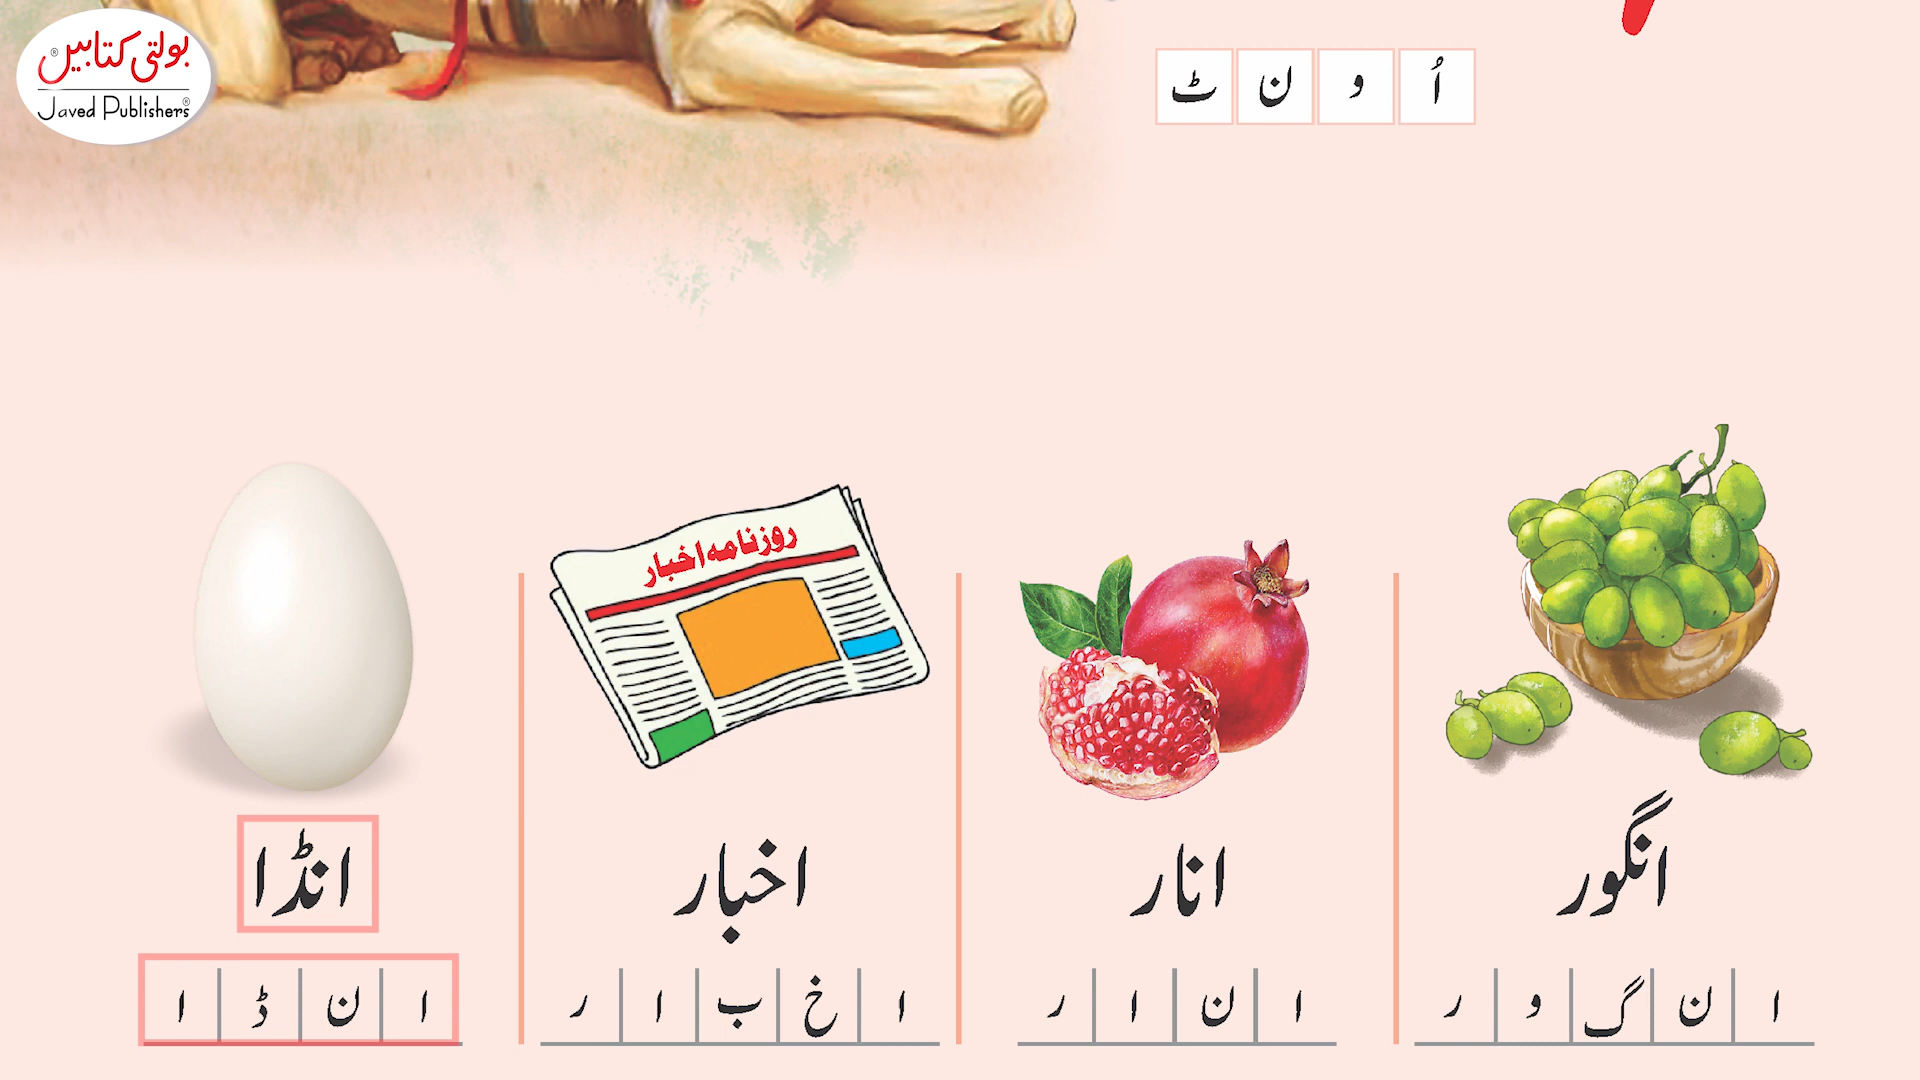 بولتی کتابیں®
Javed Publishers®
اُ و ن ٹ
روزنامہ اخبار
انگور
ا ن گ و ر
انار
ا ن ا ر
اخبار
ا خ ب ا ر
انڈا
ا ن ڈ ا